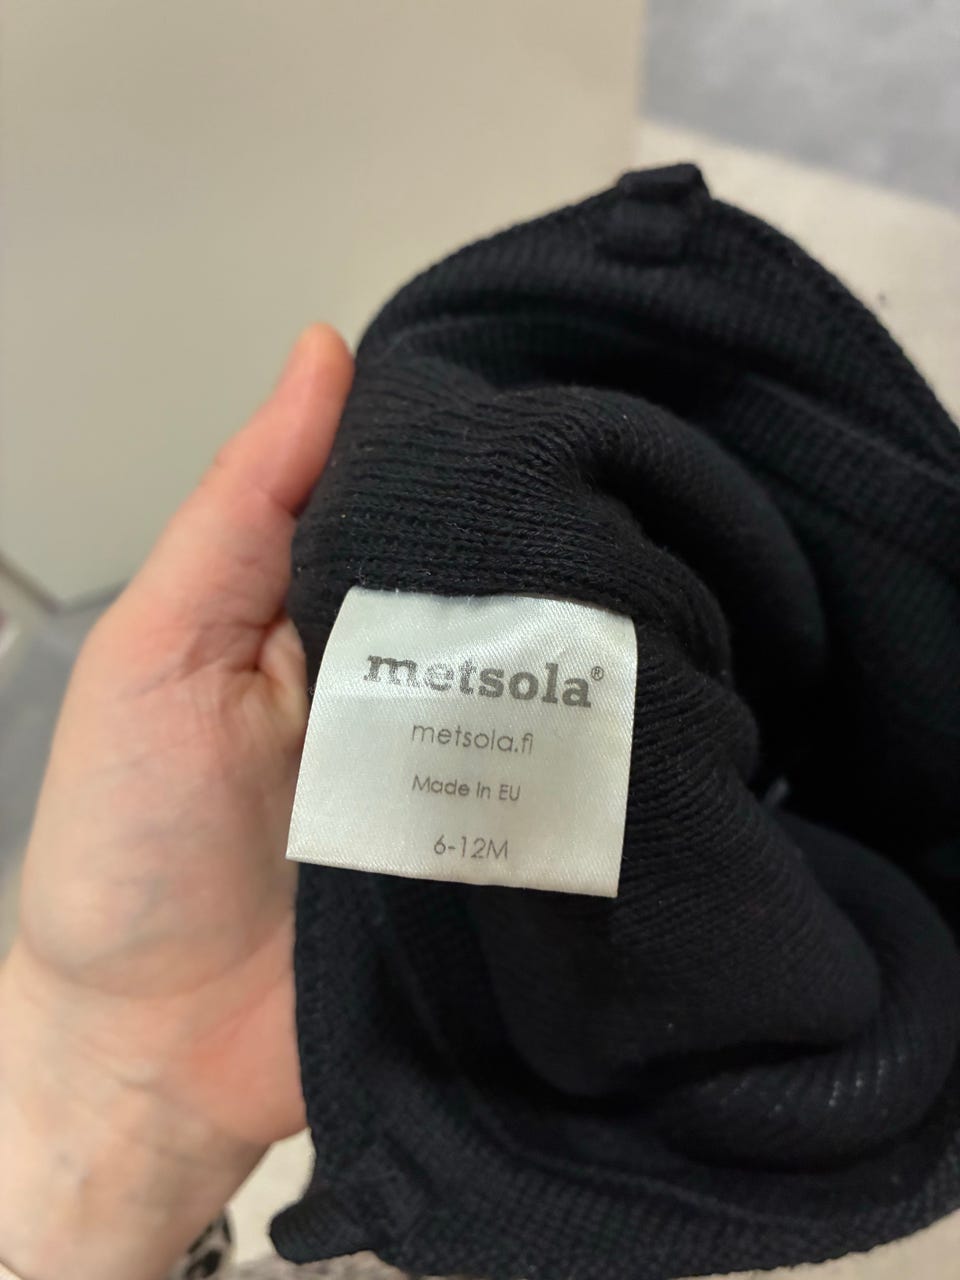 metsola®
metsola.fi
Made in EU
6-12M